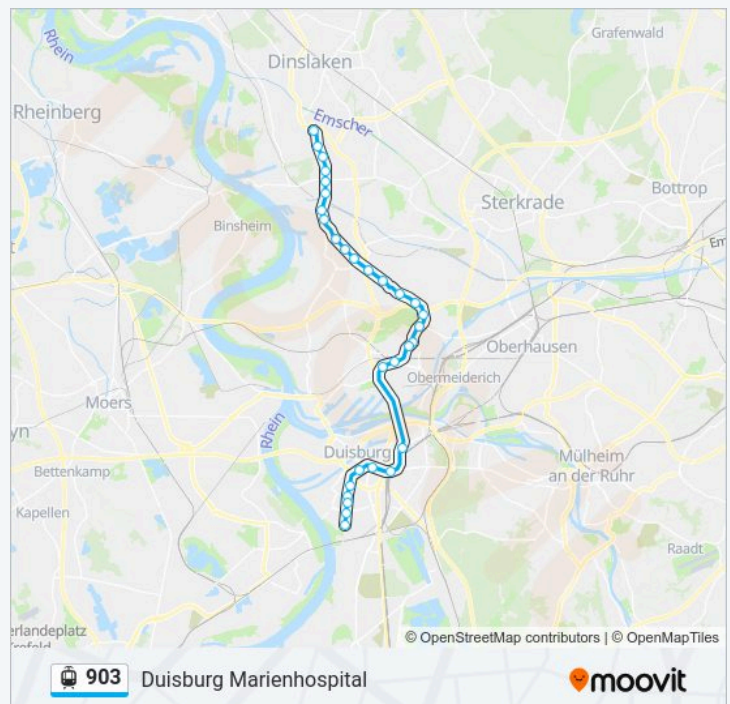 Grafenwald
Rhein
Dinslaken
Rheinberg
Emscher
Bottrop
Sterkrade
Binsheim
Em
Oberhausen
Obermeiderich
Moers
yn
Rhein
Duisburg
Mülheim
an der Ruhr
Bettenkamp
Kapellen
Raadt
erlandeplatz
Krefeld
© OpenStreetMap contributors | © OpenMapTiles
903 Duisburg Marienhospital
moovit